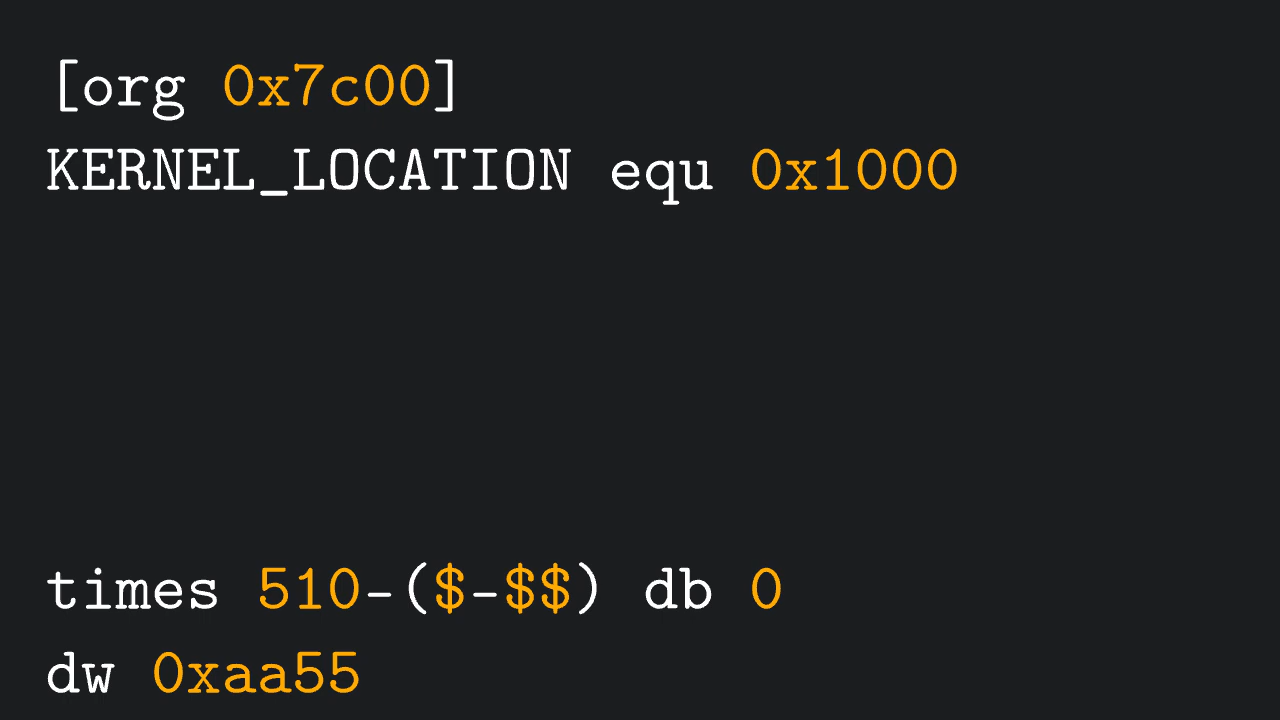 [org 0x7c00]
KERNEL_LOCATION equ 0x1000
times 510-($-$$) db 0
dw 0xaa55